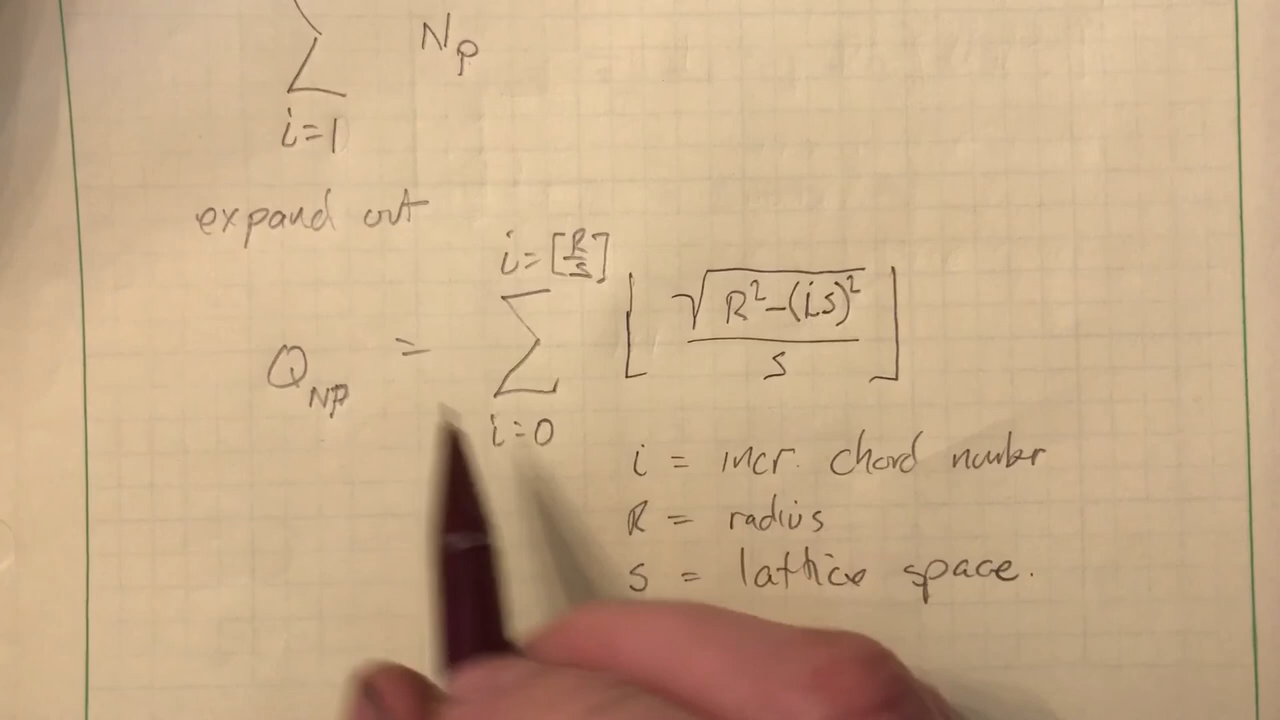 ∑ Nₚ
i=1
expand out
i=[R/s]
Q_NP = ∑ ⌊√(R²-(is)²)/s⌋
i=0
i = incr. chord number
R = radius
s = lattice space.